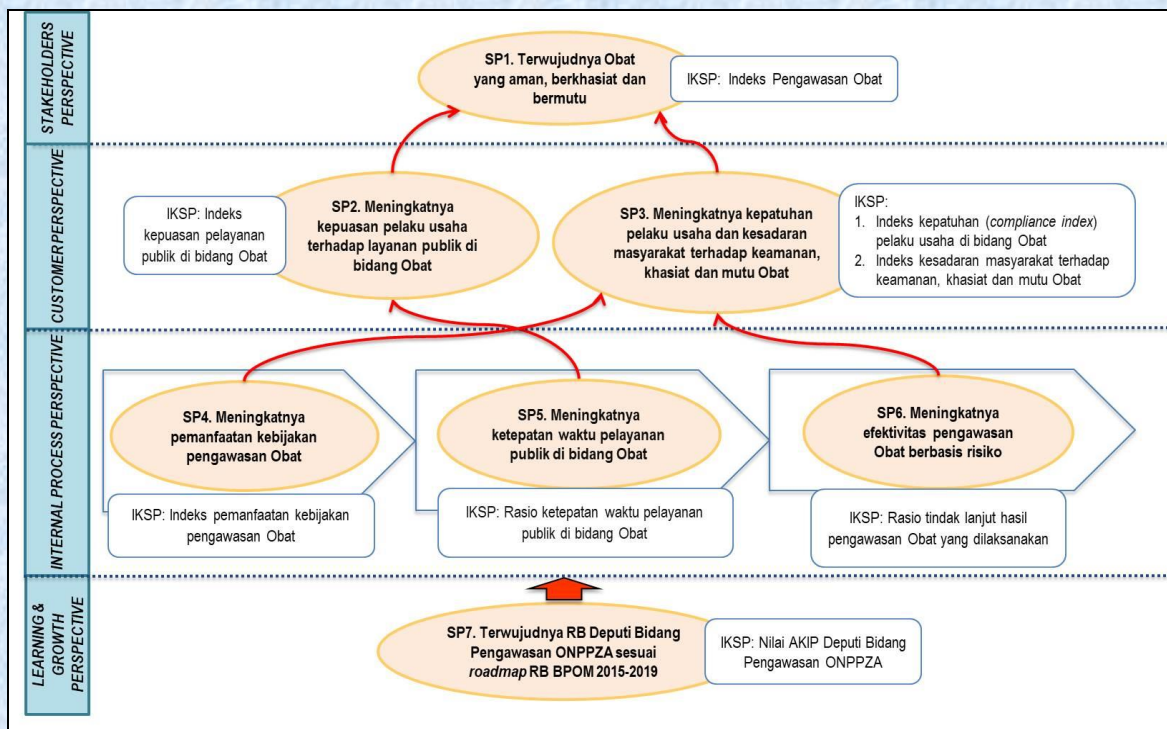 STAKEHOLDERS
PERSPECTIVE
SP1. Terwujudnya Obat
yang aman, berkhasiat dan
bermutu
IKSP: Indeks Pengawasan Obat
CUSTOMERPERSPECTIVE
IKSP: Indeks
kepuasan pelayanan
publik di bidang Obat
SP2. Meningkatnya
kepuasan pelaku usaha
terhadap layanan publik di
bidang Obat
SP3. Meningkatnya kepatuhan
pelaku usaha dan kesadaran
masyarakat terhadap keamanan,
khasiat dan mutu Obat
IKSP:
1. Indeks kepatuhan (compliance index)
pelaku usaha di bidang Obat
2. Indeks kesadaran masyarakat terhadap
keamanan, khasiat dan mutu Obat
INTERNAL PROCESS PERSPECTIVE
SP4. Meningkatnya
pemanfaatan kebijakan
pengawasan Obat
IKSP: Indeks pemanfaatan kebijakan
pengawasan Obat
SP5. Meningkatnya
ketepatan waktu pelayanan
publik di bidang Obat
IKSP: Rasio ketepatan waktu pelayanan
publik di bidang Obat
SP6. Meningkatnya
efektivitas pengawasan
Obat berbasis risiko
IKSP: Rasio tindak lanjut hasil
pengawasan Obat yang dilaksanakan
LEARNING &
GROWTH
PERSPECTIVE
SP7. Terwujudnya RB Deputi Bidang
Pengawasan ONPPZA sesuai
roadmap RB BPOM 2015-2019
IKSP: Nilai AKIP Deputi Bidang
Pengawasan ONPPZA